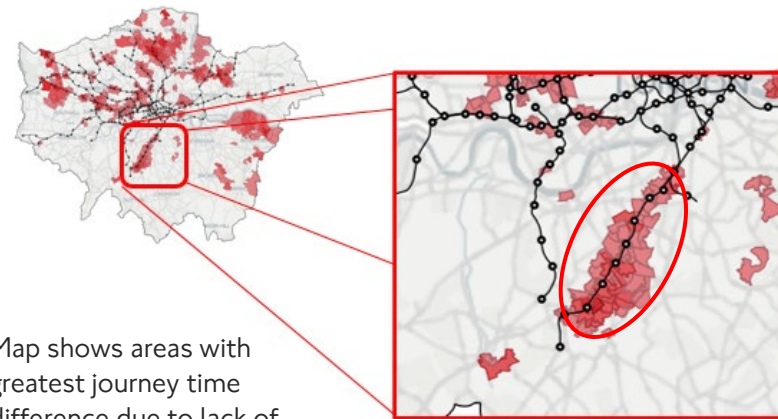 Map shows areas with
greatest journey time
difference due to lack of